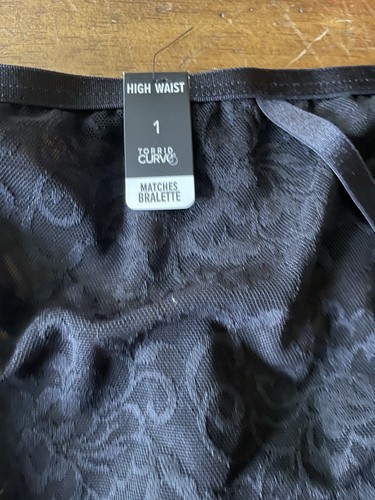 HIGH WAIST
1
TORRID
CURVE
MATCHES
BRALETTE